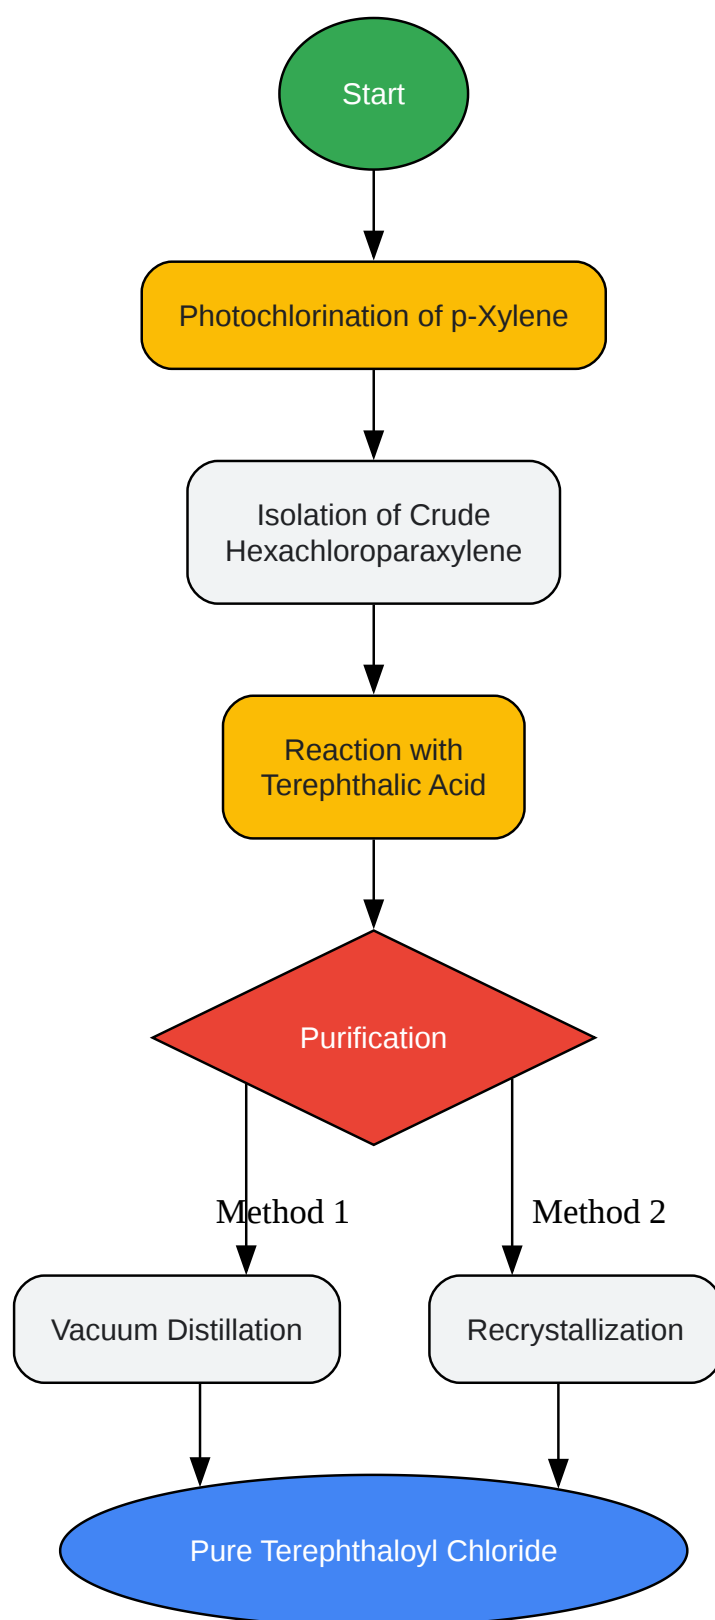 Start
Photochlorination of p-Xylene
Isolation of Crude
Hexachloroparaxylene
Reaction with
Terephthalic Acid
Purification
Method 1
Method 2
Vacuum Distillation
Recrystallization
Pure Terephthaloyl Chloride